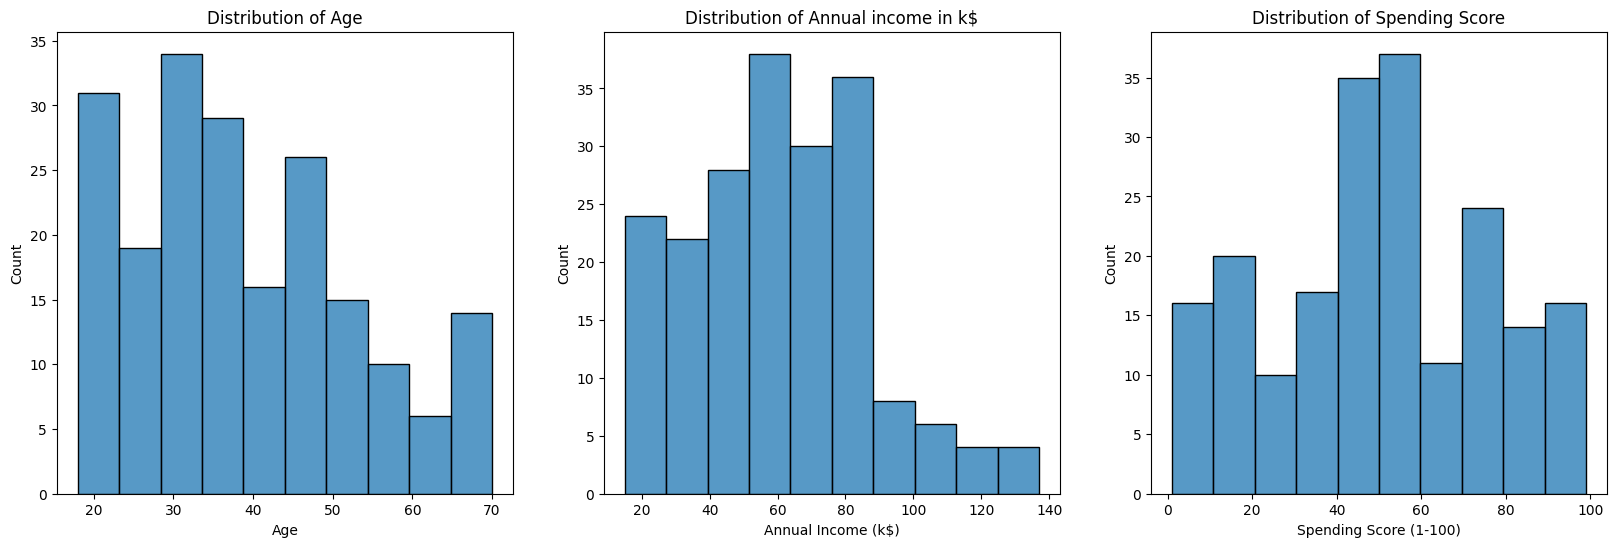 Distribution of Age
35
30
25
20
15
10
5
0
Count
20 30 40 50 60 70
Age
Distribution of Annual income in k$
35
30
25
20
15
10
5
0
Count
20 40 60 80 100 120 140
Annual Income (k$)
Distribution of Spending Score
35
30
25
20
15
10
5
0
Count
0 20 40 60 80 100
Spending Score (1-100)